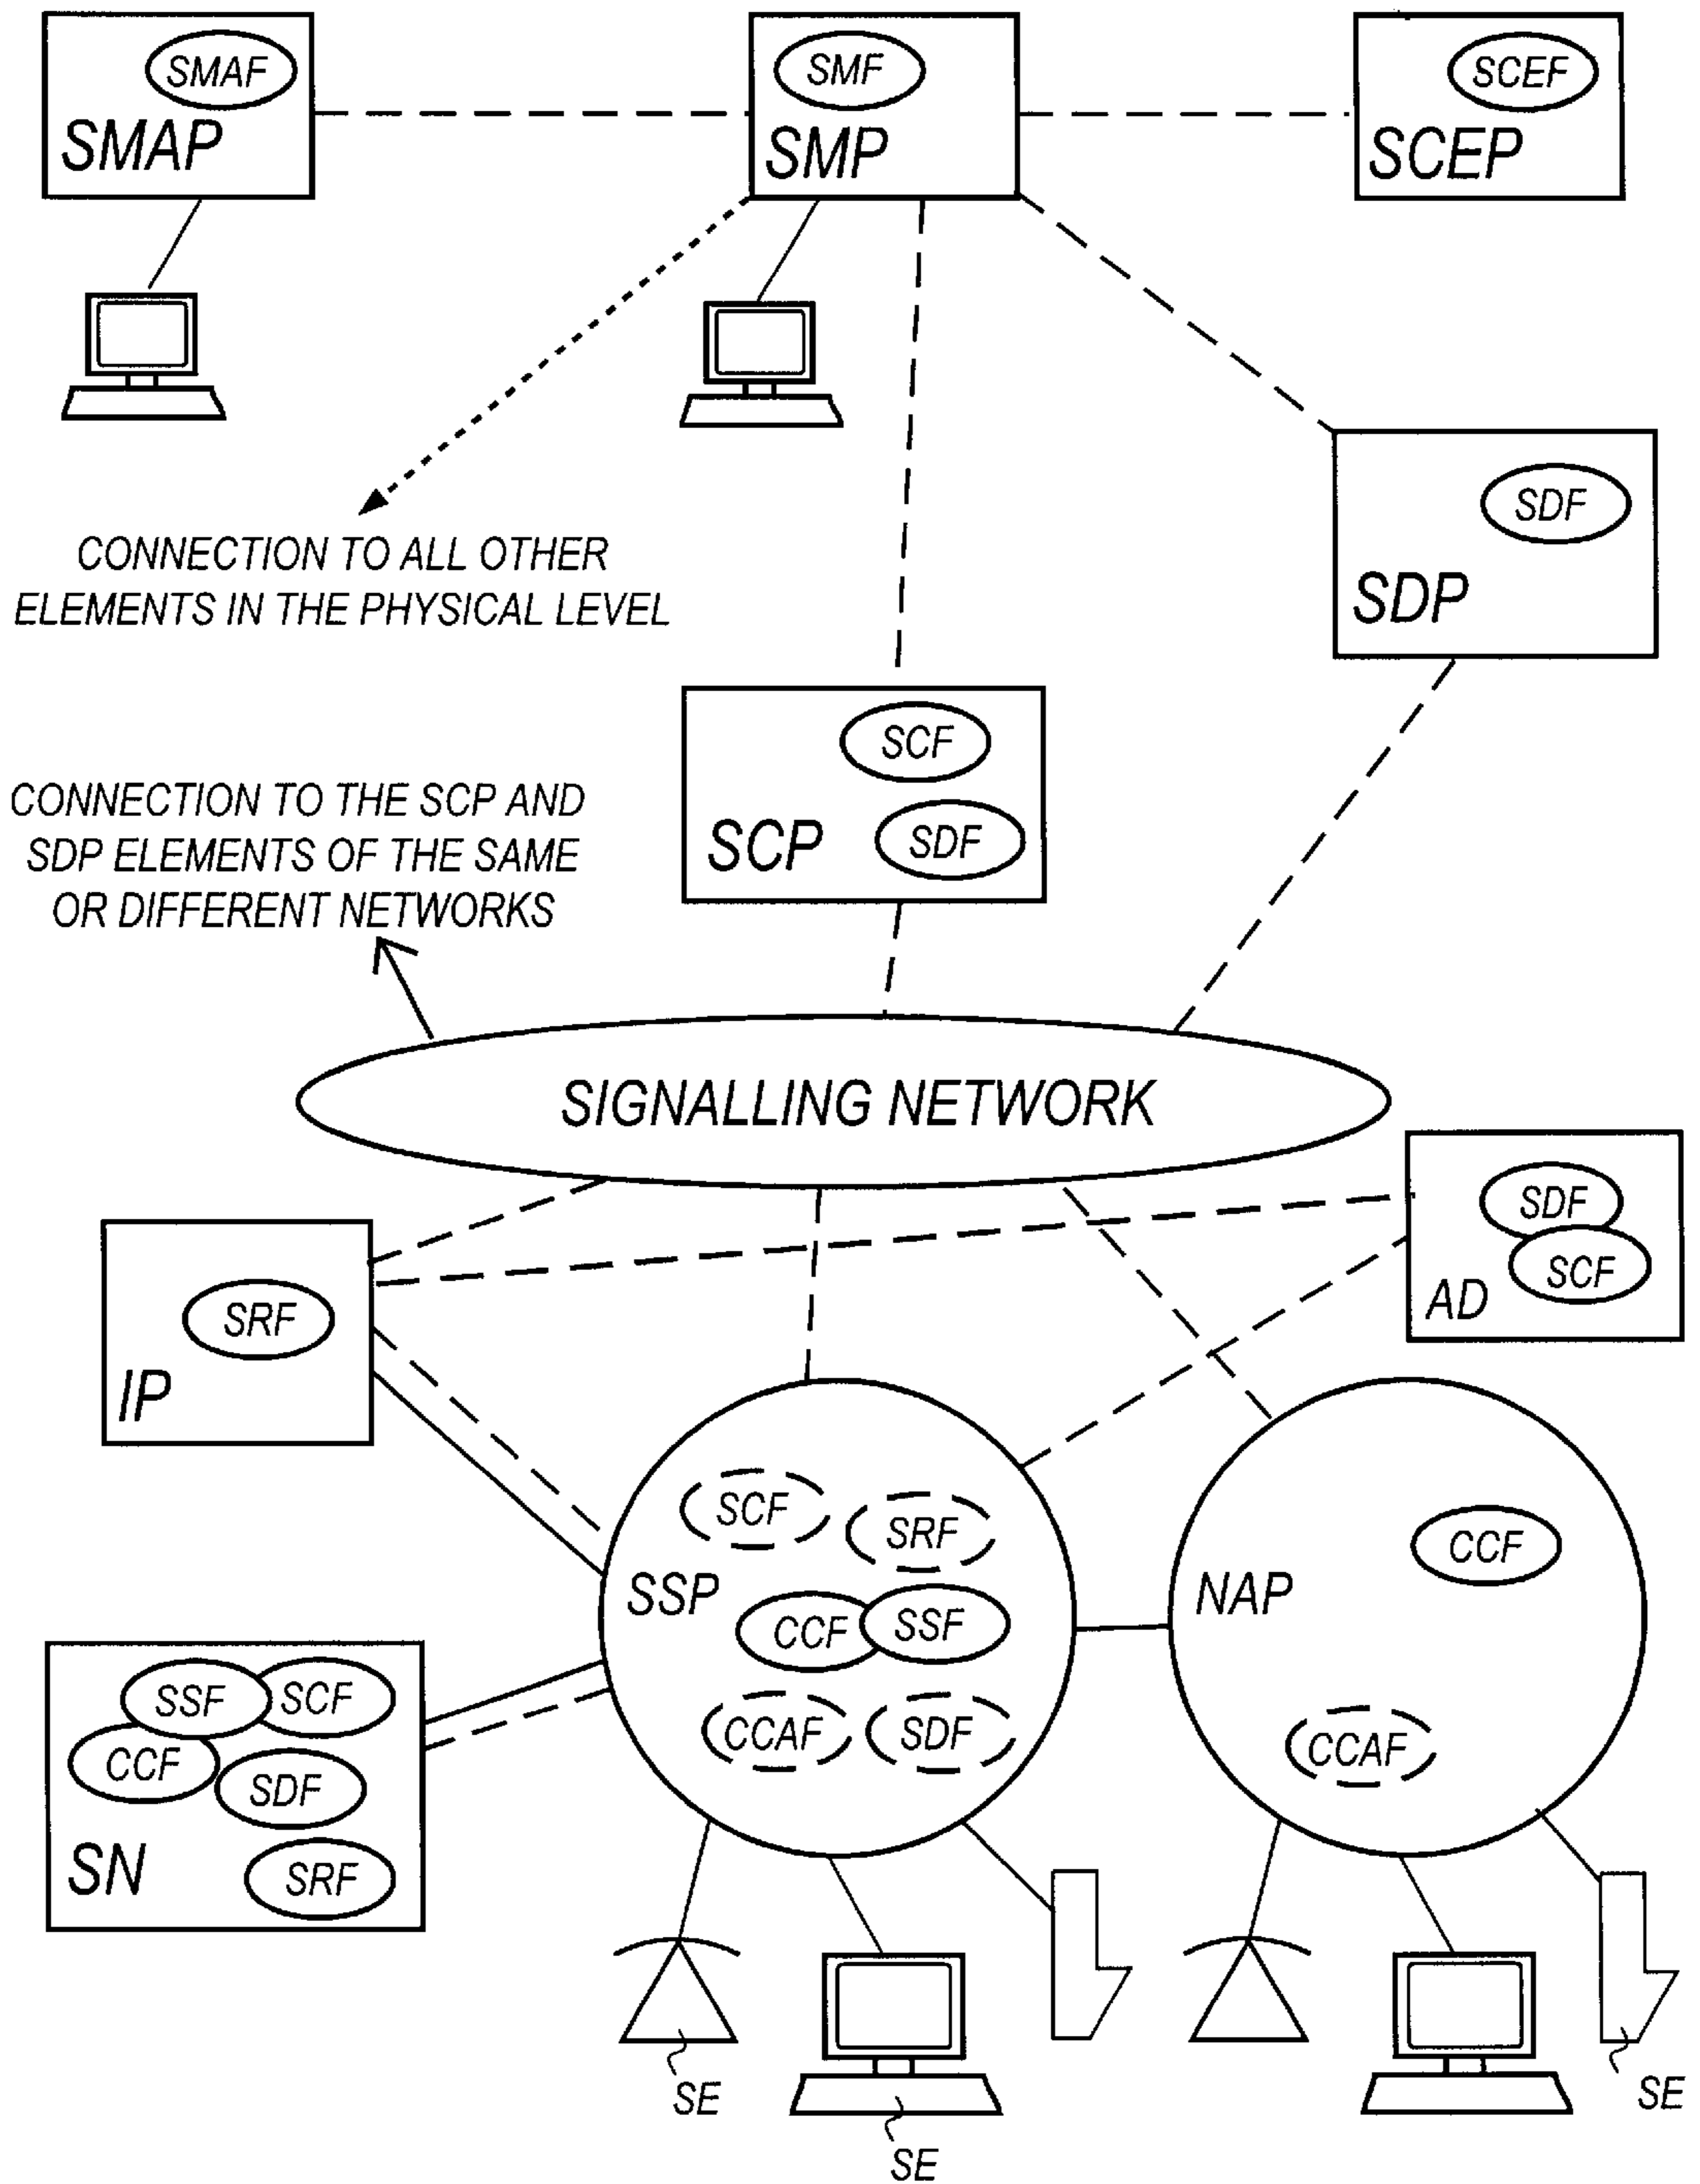 SMAF
SMAP
SMF
SMP
SCEF
SCEP
CONNECTION TO ALL OTHER
ELEMENTS IN THE PHYSICAL LEVEL
SDF
SDP
SCF
SDF
SCP
CONNECTION TO THE SCP AND
SDP ELEMENTS OF THE SAME
OR DIFFERENT NETWORKS
SIGNALLING NETWORK
SDF
SCF
AD
SRF
IP
SCF
SRF
SSP
CCF
SSF
CCAF
SDF
CCF
NAP
CCAF
SSF
SCF
CCF
SDF
SN
SRF
SE
SE
SE